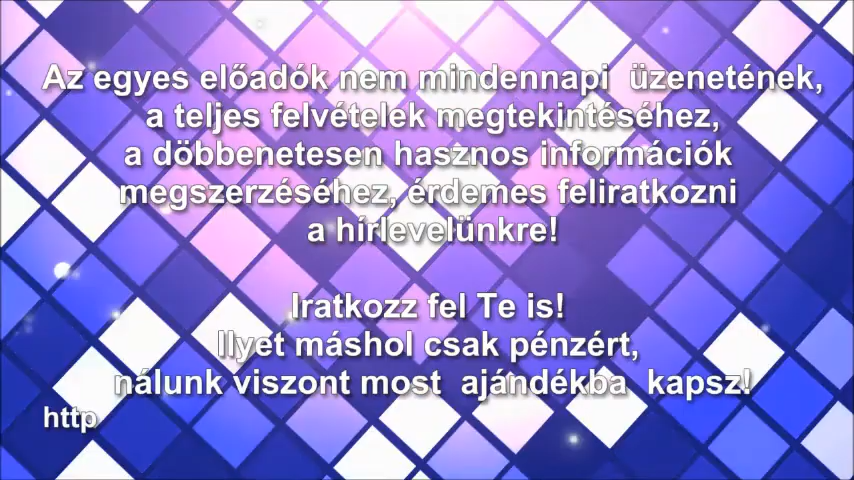 Az egyes előadók nem mindennapi üzenetének,
a teljes felvételek megtekintéséhez,
a döbbenetesen hasznos információk
megszerzéséhez, érdemes feliratkozni
a hírlevelünkre!
Iratkozz fel Te is!
Ilyet máshol csak pénzért,
nálunk viszont most ajándékba kapsz!
http